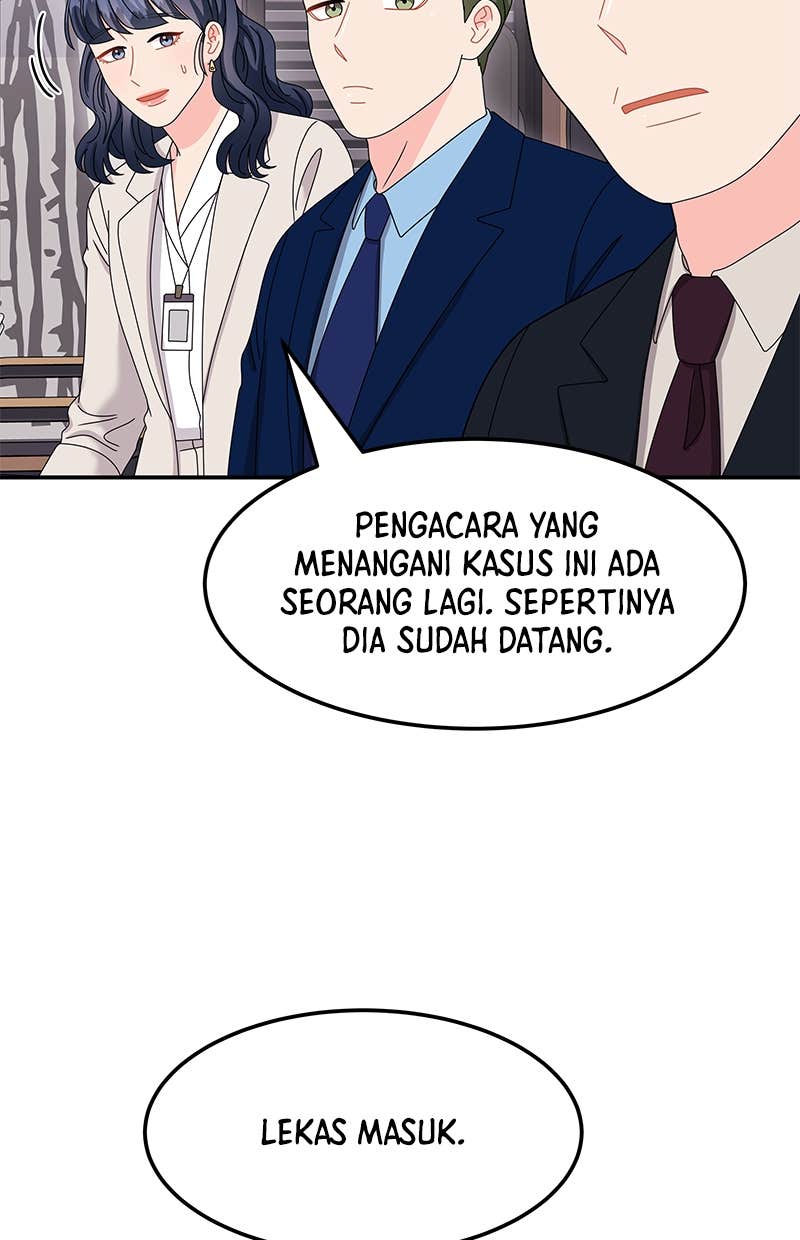 PENGACARA YANG
MENANGANI KASUS INI ADA
SEORANG LAGI. SEPERTINYA
DIA SUDAH DATANG.
LEKAS MASUK.